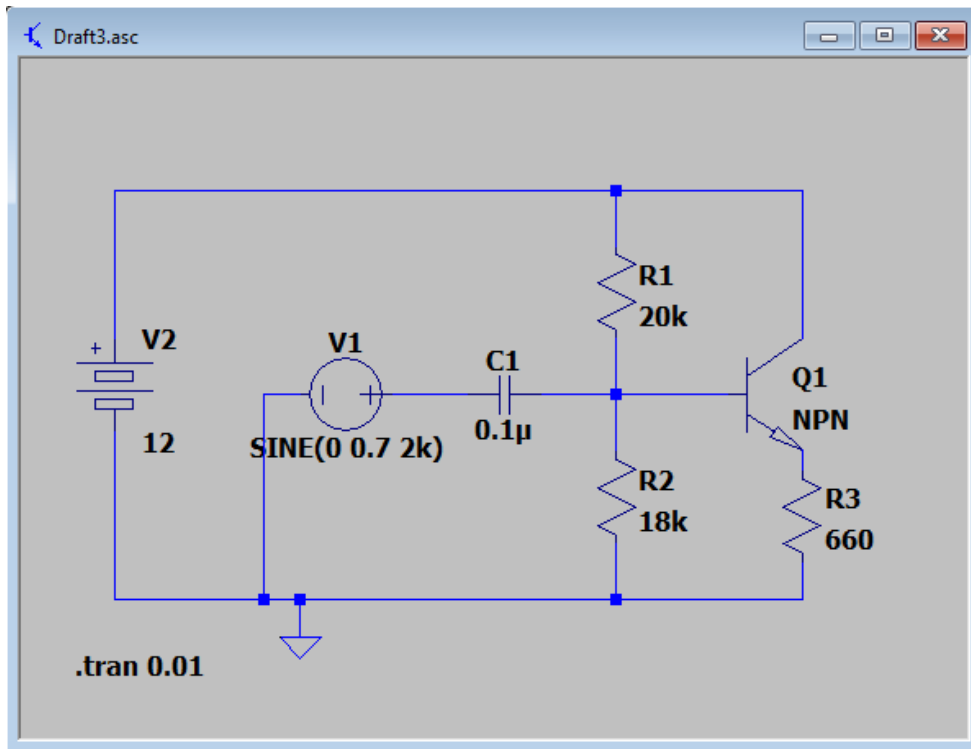 Draft3.asc
R1
20k
V2
V1
C1
Q1
NPN
12
SINE(0 0.7 2k)
0.1µ
R2
18k
R3
660
.tran 0.01